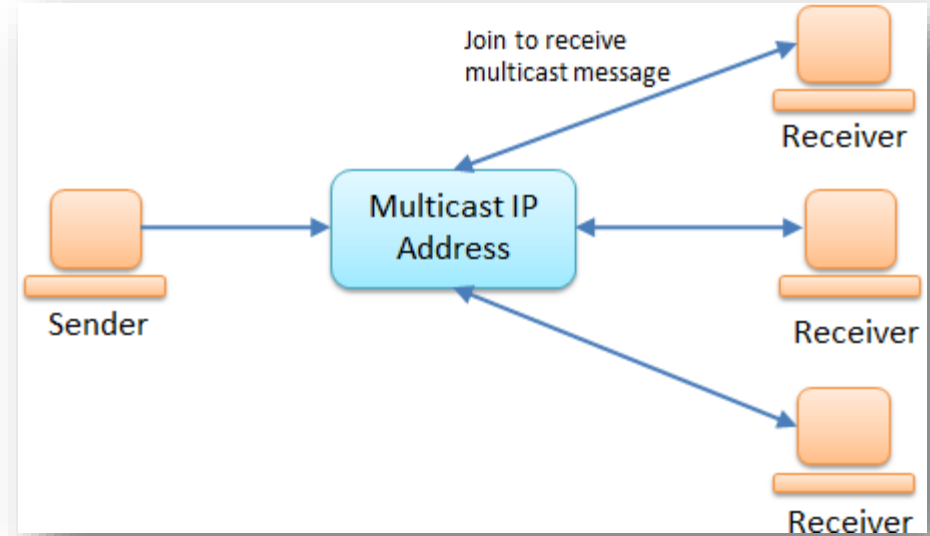 Join to receive
multicast message
Receiver
Multicast IP
Address
Sender
Receiver
Receiver